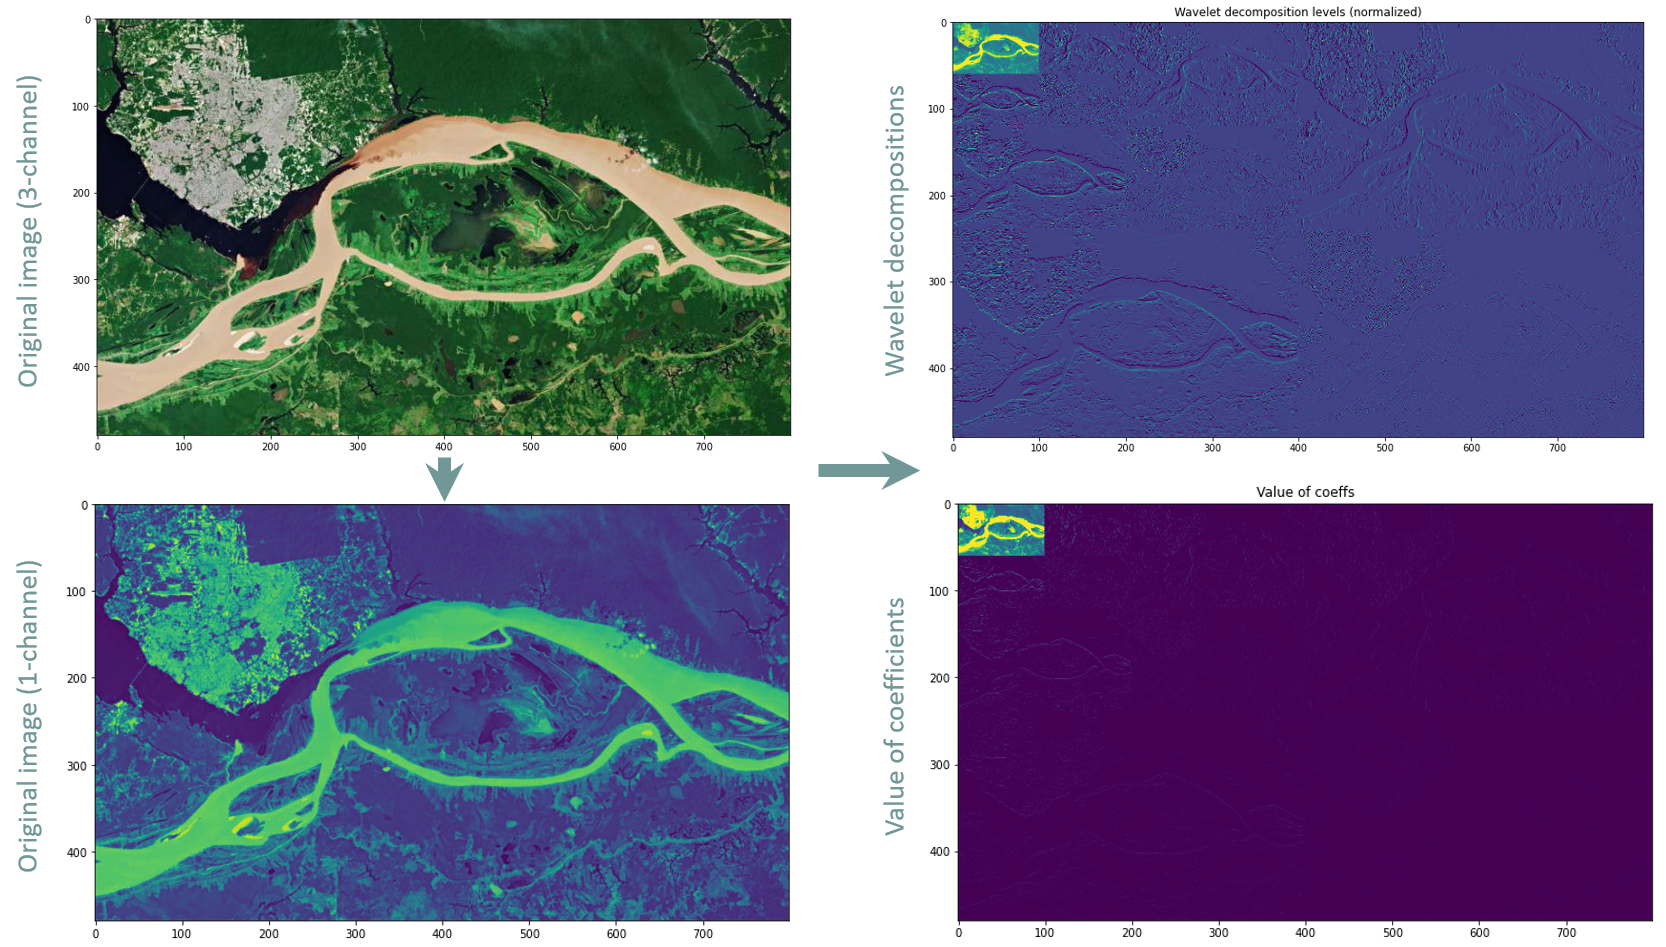 Original image (3-channel)
0
100
200
300
400
0 100 200 300 400 500 600 700
Wavelet decompositions
Wavelet decomposition levels (normalized)
0
100
200
300
400
0 100 200 300 400 500 600 700
Original image (1-channel)
0
100
200
300
400
0 100 200 300 400 500 600 700
Value of coefficients
Value of coeffs
0
100
200
300
400
0 100 200 300 400 500 600 700